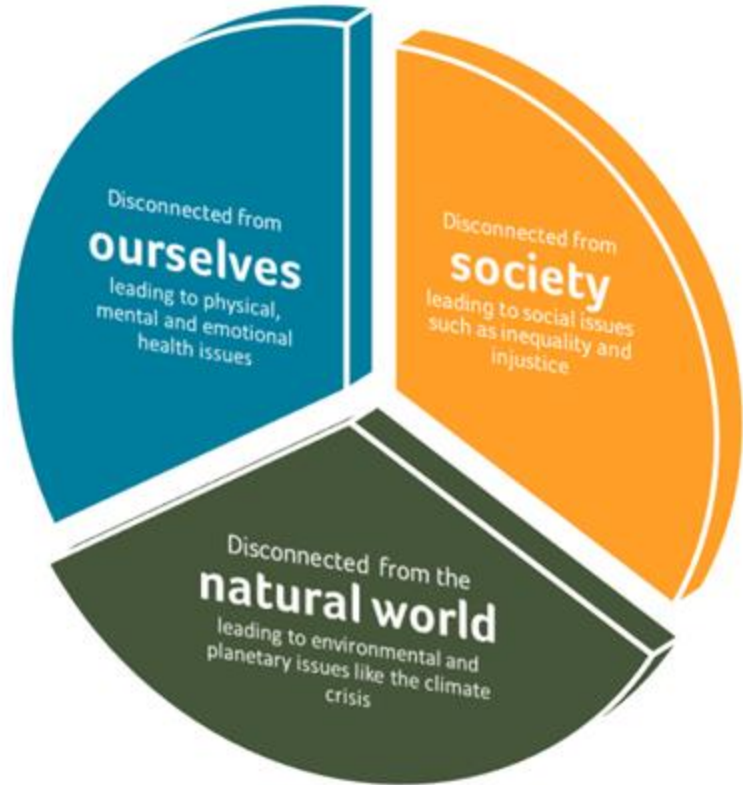 Disconnected from
ourselves
leading to physical,
mental and emotional
health issues
Disconnected from
society
leading to social issues
such as inequality and
injustice
Disconnected from the
natural world
leading to environmental and
planetary issues like the climate
crisis